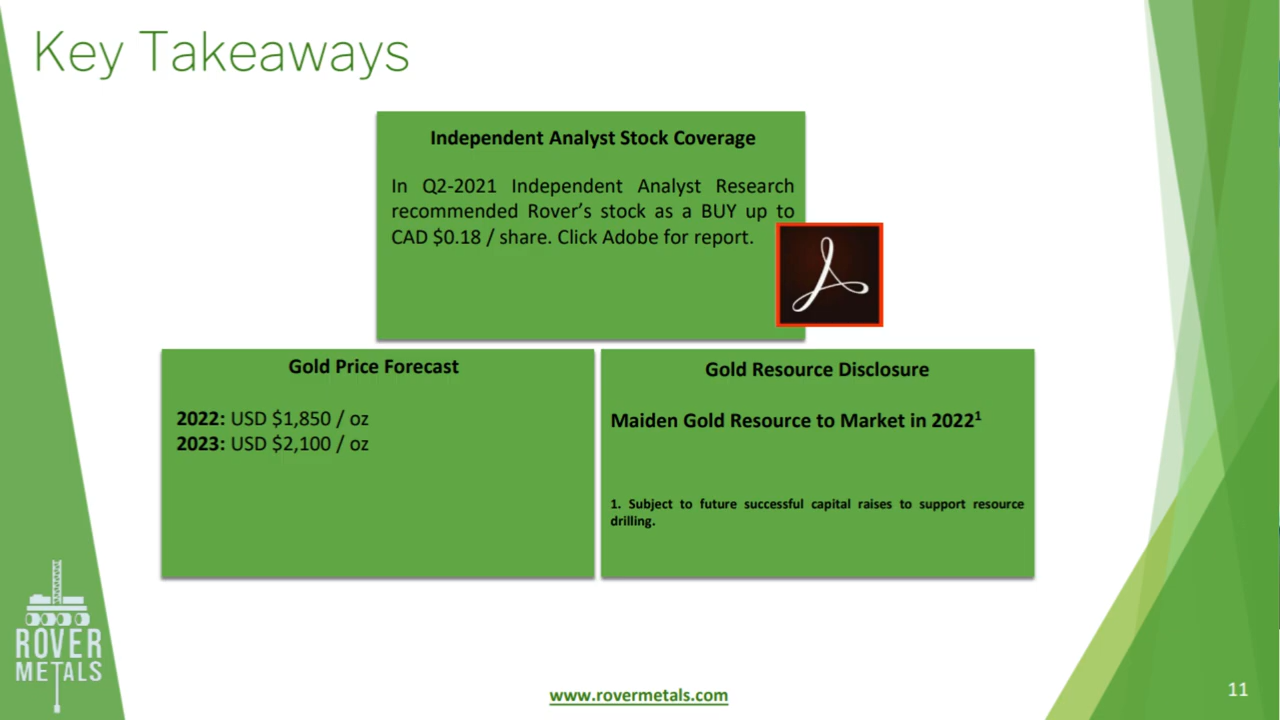 Key Takeaways
Independent Analyst Stock Coverage
In Q2-2021 Independent Analyst Research
recommended Rover’s stock as a BUY up to
CAD $0.18 / share. Click Adobe for report.
Gold Price Forecast
2022: USD $1,850 / oz
2023: USD $2,100 / oz
Gold Resource Disclosure
Maiden Gold Resource to Market in 2022¹
1. Subject to future successful capital raises to support resource
drilling.
ROVER
METALS
www.rovermetals.com
11